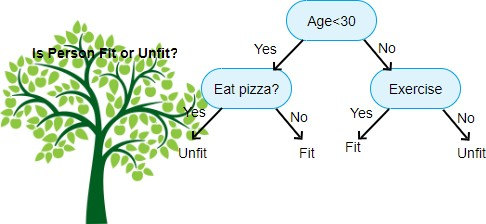 Is Person Fit or Unfit?
Age<30
Yes
No
Eat pizza?
Exercise
Yes
No
Yes
No
Unfit
Fit
Fit
Unfit